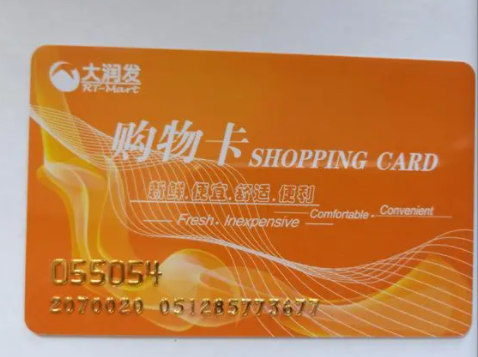 大润发
RT-Mart
购物卡 SHOPPING CARD
新鲜.便宜.舒适.便利
Fresh. Inexpensive Comfortable. Convenient
055054
2070020 051285773677